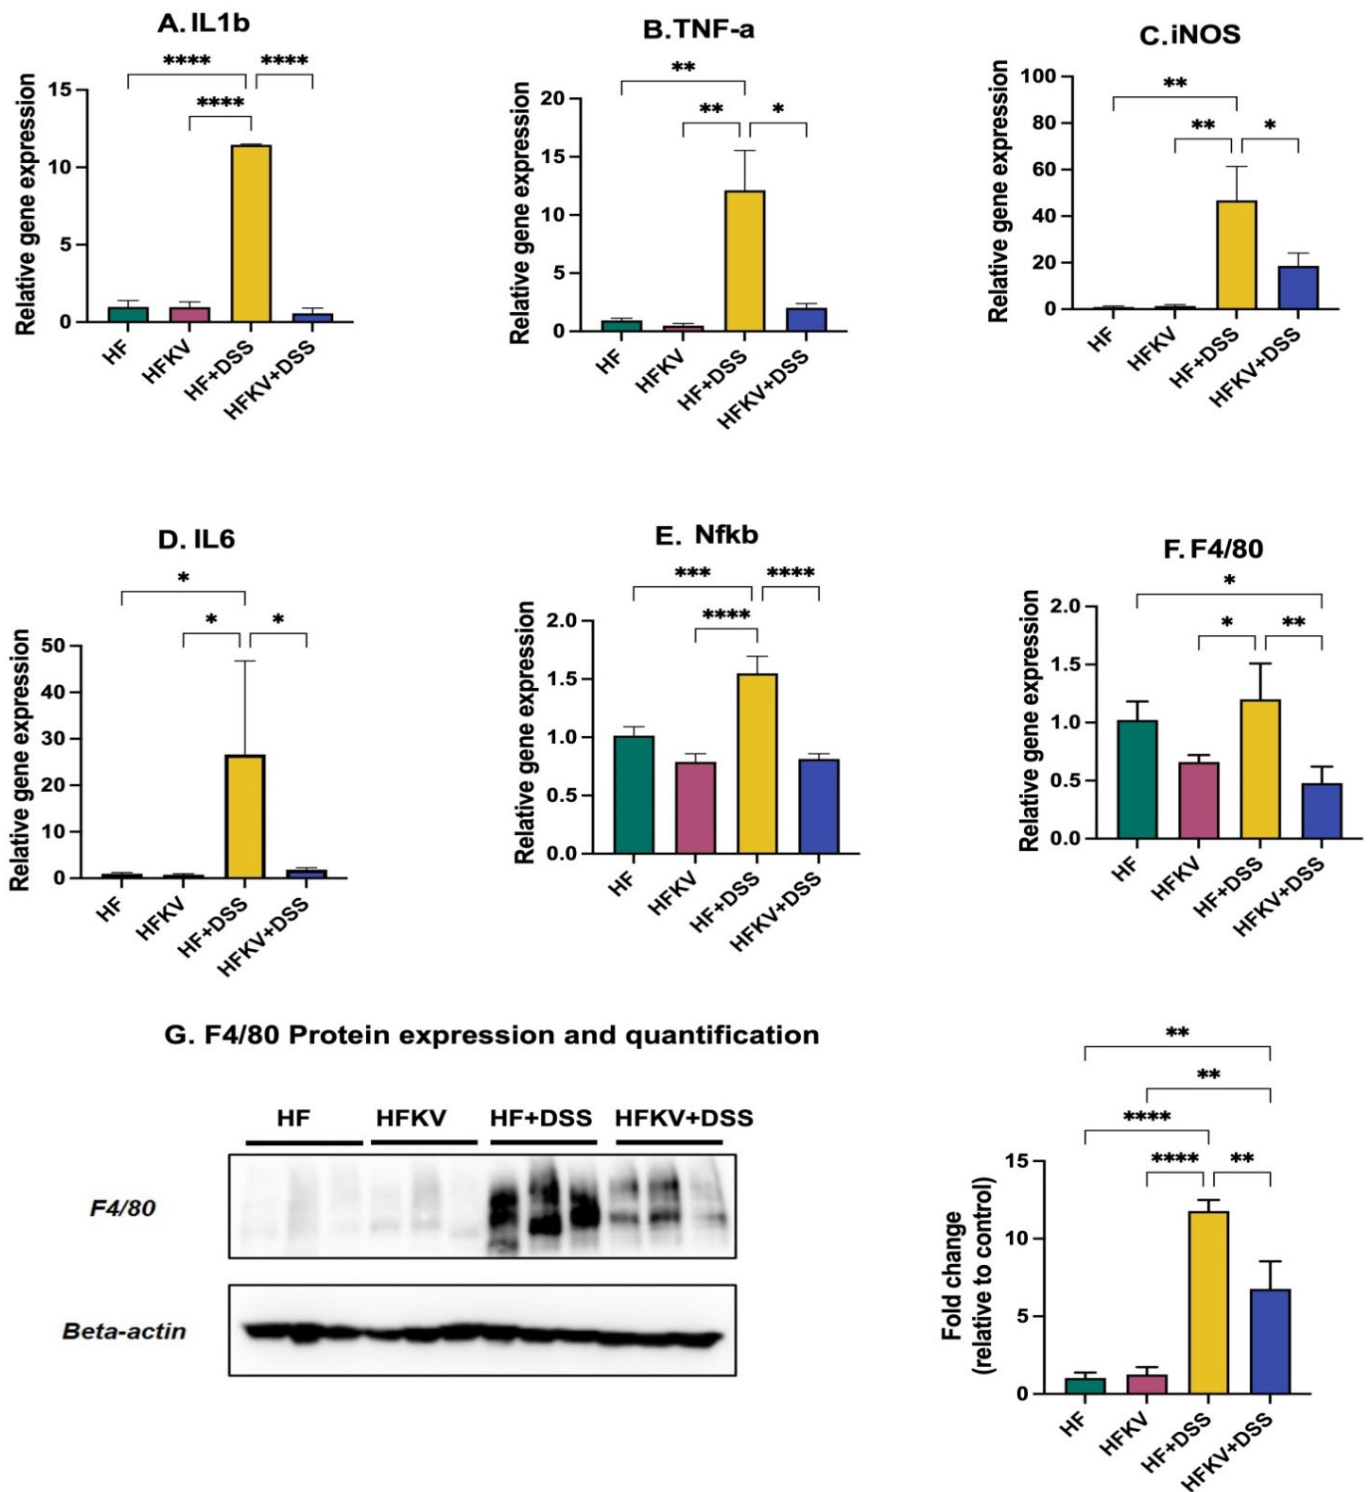 A. IL1b
**** ****
****
Relative gene expression
15
10
5
0
HF
HFKV
HF+DSS
HFKV+DSS
B.TNF-a
**
** *
Relative gene expression
20
15
10
5
0
HF
HFKV
HF+DSS
HFKV+DSS
C.iNOS
**
** *
Relative gene expression
100
80
60
40
20
0
HF
HFKV
HF+DSS
HFKV+DSS
D. IL6
*
* *
Relative gene expression
50
40
30
20
10
0
HF
HFKV
HF+DSS
HFKV+DSS
E. Nfkb
*** ****
****
Relative gene expression
2.0
1.5
1.0
0.5
0.0
HF
HFKV
HF+DSS
HFKV+DSS
F. F4/80
*
* **
Relative gene expression
2.0
1.5
1.0
0.5
0.0
HF
HFKV
HF+DSS
HFKV+DSS
G. F4/80 Protein expression and quantification
HF HFKV HF+DSS HFKV+DSS
F4/80
Beta-actin
**
**
****
**** **
Fold change
(relative to control)
15
10
5
0
HF
HFKV
HF+DSS
HFKV+DSS